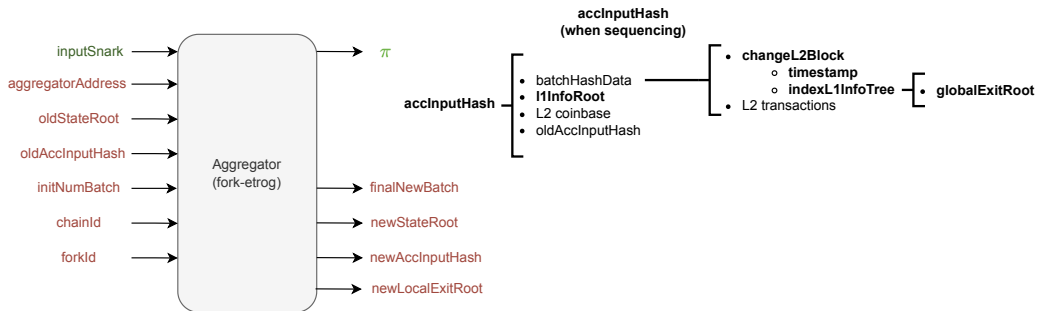 inputSnark
aggregatorAddress
oldStateRoot
oldAccInputHash
initNumBatch
chainId
forkId
Aggregator
(fork-etrog)
π
finalNewBatch
newStateRoot
newAccInputHash
newLocalExitRoot
accInputHash
(when sequencing)
accInputHash
• batchHashData
• l1InfoRoot
• L2 coinbase
• oldAccInputHash
• changeL2Block
○ timestamp
○ indexL1InfoTree
• L2 transactions
• globalExitRoot